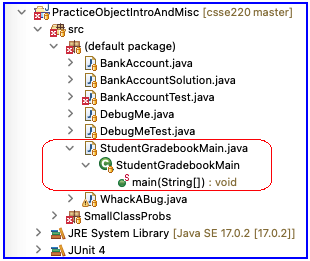 PracticeObjectIntroAndMisc [csse220 master]
src
(default package)
BankAccount.java
BankAccountSolution.java
BankAccountTest.java
DebugMe.java
DebugMeTest.java
StudentGradebookMain.java
StudentGradebookMain
main(String[]) : void
WhackABug.java
SmallClassProbs
JRE System Library [Java SE 17.0.2 [17.0.2]]
JUnit 4